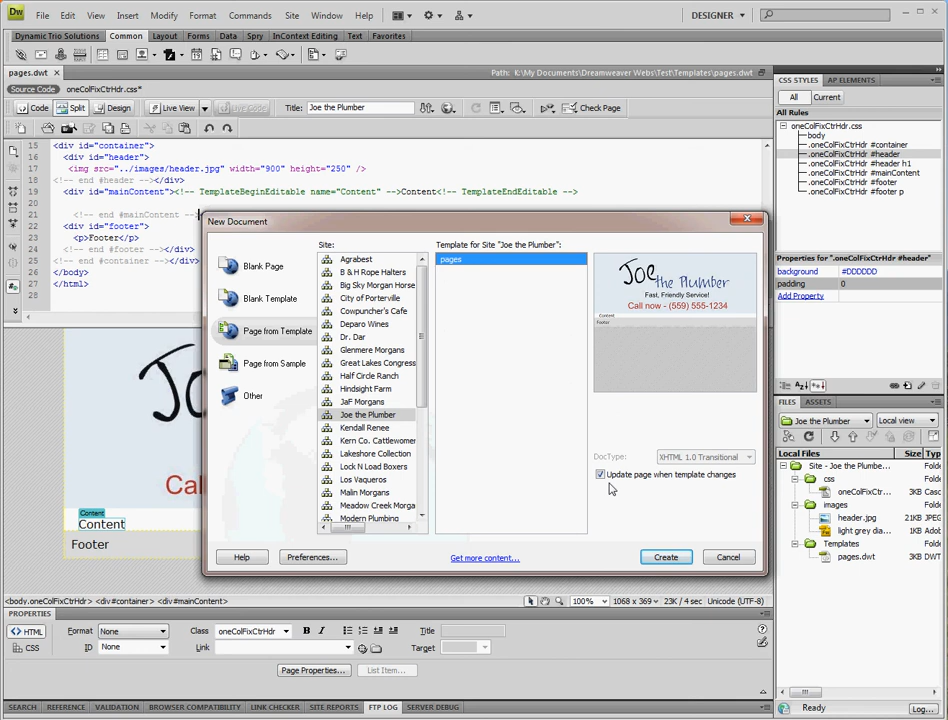 Dw File Edit View Insert Modify Format Commands Site Window Help DESIGNER
Dynamic Trio Solutions Common Layout Forms Data Spry InContext Editing Text Favorites
pages.dwt × Path: K:\My Documents\Dreamweaver Webs\Test\Templates\pages.dwt
Source Code oneColFixCtrHdr.css*
Code Split Design Live View Live Code Title: Joe the Plumber Check Page
15 <div id="container">
16 <div id="header">
17 <img src="../images/header.jpg" width="900" height="250" />
18 <!-- end #header --></div>
19 <div id="mainContent"><!-- TemplateBeginEditable name="Content" -->Content<!-- TemplateEndEditable -->
20
21 <!-- end #mainContent --></
22 <div id="footer">
23 <p>Footer</p>
24 <!-- end #footer --></div>
25 <!-- end #container --></div>
26 </body>
27 </html>
28
Call
Content
Content
Footer
New Document
Blank Page
Blank Template
Page from Template
Page from Sample
Other
Site:
Agrabest
B & H Rope Halters
Big Sky Morgan Horse
City of Porterville
Cowpuncher's Cafe
Deparo Wines
Dr. Dar
Glenmere Morgans
Great Lakes Congress
Half Circle Ranch
Hindsight Farm
JaF Morgans
Joe the Plumber
Kendall Renee
Kern Co. Cattlewomer
Lakeshore Collection
Lock N Load Boxers
Los Vaqueros
Malin Morgans
Meadow Creek Morga
Modern Plumbing
Template for Site "Joe the Plumber":
pages
Joe the Plumber
Fast, Friendly Service!
Call now - (559) 555-1234
Content
Footer
DocType: XHTML 1.0 Transitional
Update page when template changes
Help Preferences... Get more content... Create Cancel
<body.oneColFixCtrHdr> <div#container> <div#mainContent> 100% 1068 x 369 23K / 4 sec Unicode (UTF-8)
PROPERTIES
<> HTML Format None Class oneColFixCtrHdr B I Title
CSS ID None Link Target
Page Properties... List Item...
SEARCH REFERENCE VALIDATION BROWSER COMPATIBILITY LINK CHECKER SITE REPORTS FTP LOG SERVER DEBUG
CSS STYLES AP ELEMENTS
All Current
All Rules
oneColFixCtrHdr.css
body
.oneColFixCtrHdr #container
.oneColFixCtrHdr #header
.oneColFixCtrHdr #header h1
.oneColFixCtrHdr #mainContent
.oneColFixCtrHdr #footer
.oneColFixCtrHdr #footer p
Properties for ".oneColFixCtrHdr #header"
background #DDDDDD
padding 0
Add Property
FILES ASSETS
Joe the Plumber Local view
Local Files Size Type
Site - Joe the Plumbe... Folde
css Folde
oneColFixCtr... 3KB Casc
images Folde
header.jpg 21KB JPEG
light grey dia... 1KB Adob
Templates Folde
pages.dwt 3KB DWT
Ready Log...